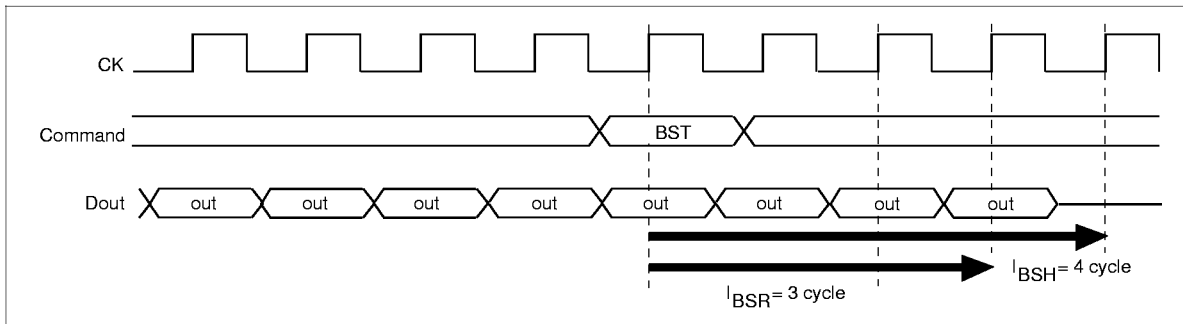 CK
Command
BST
Dout
out out out out out out out out
lBSH = 4 cycle
lBSR = 3 cycle